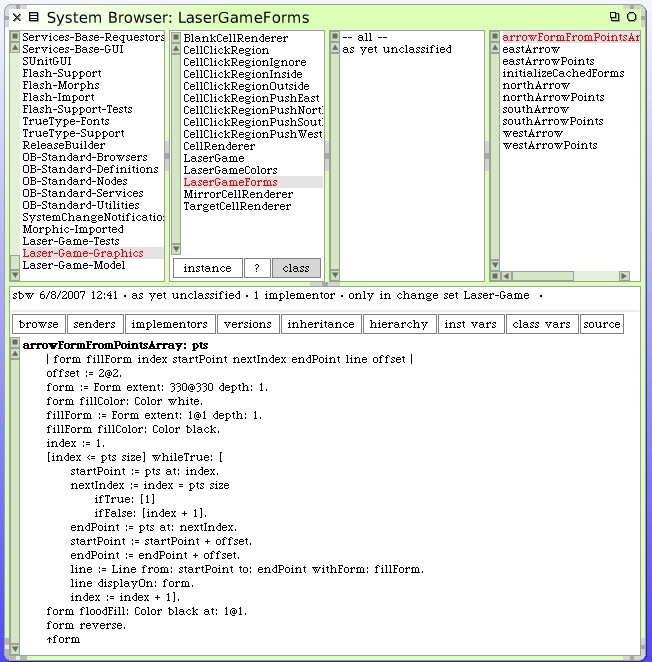 System Browser: LaserGameForms
Services-Base-Requestors
Services-Base-GUI
SUnitGUI
Flash-Support
Flash-Morphs
Flash-Import
Flash-Support-Tests
TrueType-Fonts
TrueType-Support
ReleaseBuilder
OB-Standard-Browsers
OB-Standard-Definitions
OB-Standard-Nodes
OB-Standard-Services
OB-Standard-Utilities
SystemChangeNotificatio
Morphic-Imported
Laser-Game-Tests
Laser-Game-Graphics
Laser-Game-Model
BlankCellRenderer
CellClickRegion
CellClickRegionIgnore
CellClickRegionInside
CellClickRegionOutside
CellClickRegionPushEast
CellClickRegionPushNort
CellClickRegionPushSout
CellClickRegionPushWest
CellRenderer
LaserGame
LaserGameColors
LaserGameForms
MirrorCellRenderer
TargetCellRenderer
instance ? class
-- all --
as yet unclassified
arrowFormFromPointsAr
eastArrow
eastArrowPoints
initializeCachedForms
northArrow
northArrowPoints
southArrow
southArrowPoints
westArrow
westArrowPoints
sbw 6/8/2007 12:41 · as yet unclassified · 1 implementor · only in change set Laser-Game ·
browse senders implementors versions inheritance hierarchy inst vars class vars source
arrowFormFromPointsArray: pts
| form fillForm index startPoint nextIndex endPoint line offset |
offset := 2@2.
form := Form extent: 330@330 depth: 1.
form fillColor: Color white.
fillForm := Form extent: 1@1 depth: 1.
fillForm fillColor: Color black.
index := 1.
[index <= pts size] whileTrue: [
startPoint := pts at: index.
nextIndex := index = pts size
ifTrue: [1]
ifFalse: [index + 1].
endPoint := pts at: nextIndex.
startPoint := startPoint + offset.
endPoint := endPoint + offset.
line := Line from: startPoint to: endPoint withForm: fillForm.
line displayOn: form.
index := index + 1].
form floodFill: Color black at: 1@1.
form reverse.
↑form